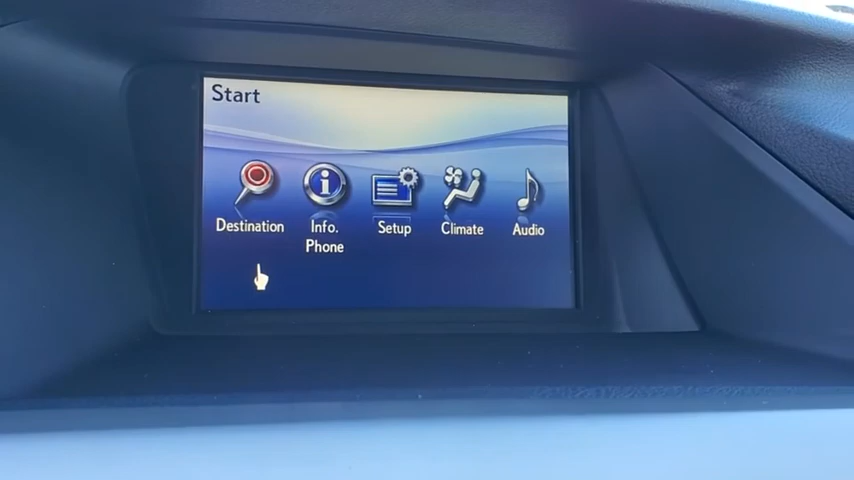 Start
Destination
Info.
Phone
Setup
Climate
Audio